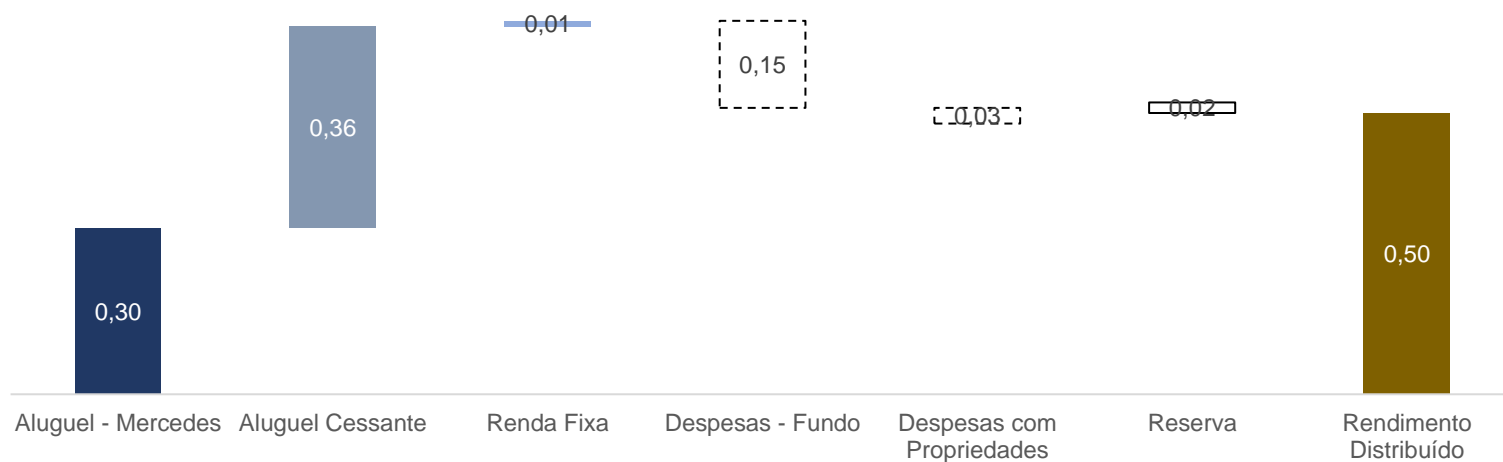 0,01
0,15
0,36
0,03
0,02
0,30
0,50
Aluguel - Mercedes
Aluguel Cessante
Renda Fixa
Despesas - Fundo
Despesas com
Propriedades
Reserva
Rendimento
Distribuído